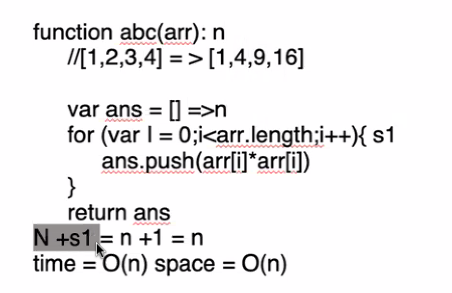 function abc(arr): n
//[1,2,3,4] = > [1,4,9,16]
var ans = [] =>n
for (var I = 0;i<arr.length;i++){ s1
ans.push(arr[i]*arr[i])
}
return ans
N +s1 = n +1 = n
time = O(n) space = O(n)